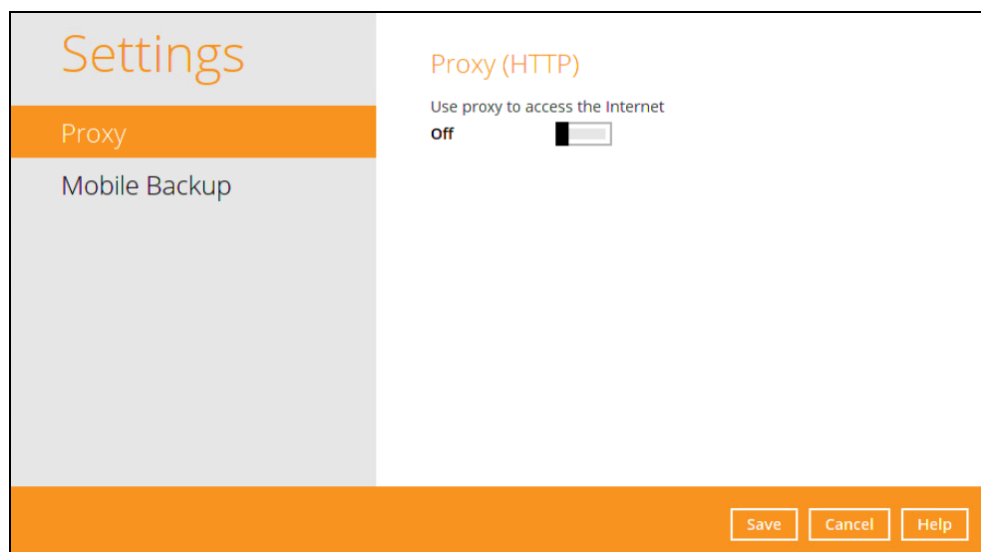 Settings
Proxy
Mobile Backup
Proxy (HTTP)
Use proxy to access the Internet
Off
Save Cancel Help